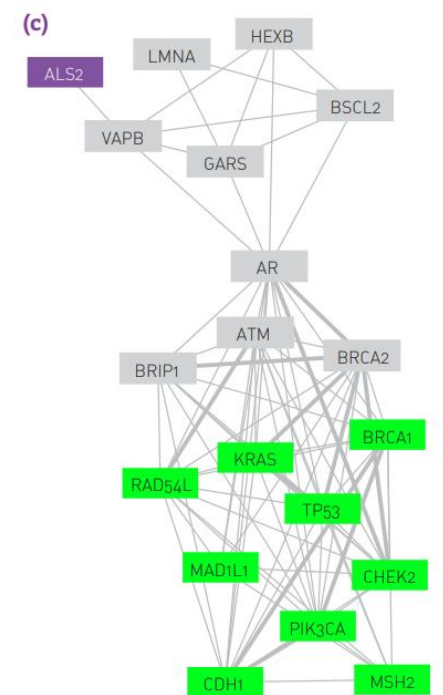 (c)
HEXB
LMNA
ALS2
BSCL2
VAPB
GARS
AR
ATM
BRIP1
BRCA2
BRCA1
KRAS
RAD54L
TP53
MAD1L1
CHEK2
PIK3CA
CDH1
MSH2